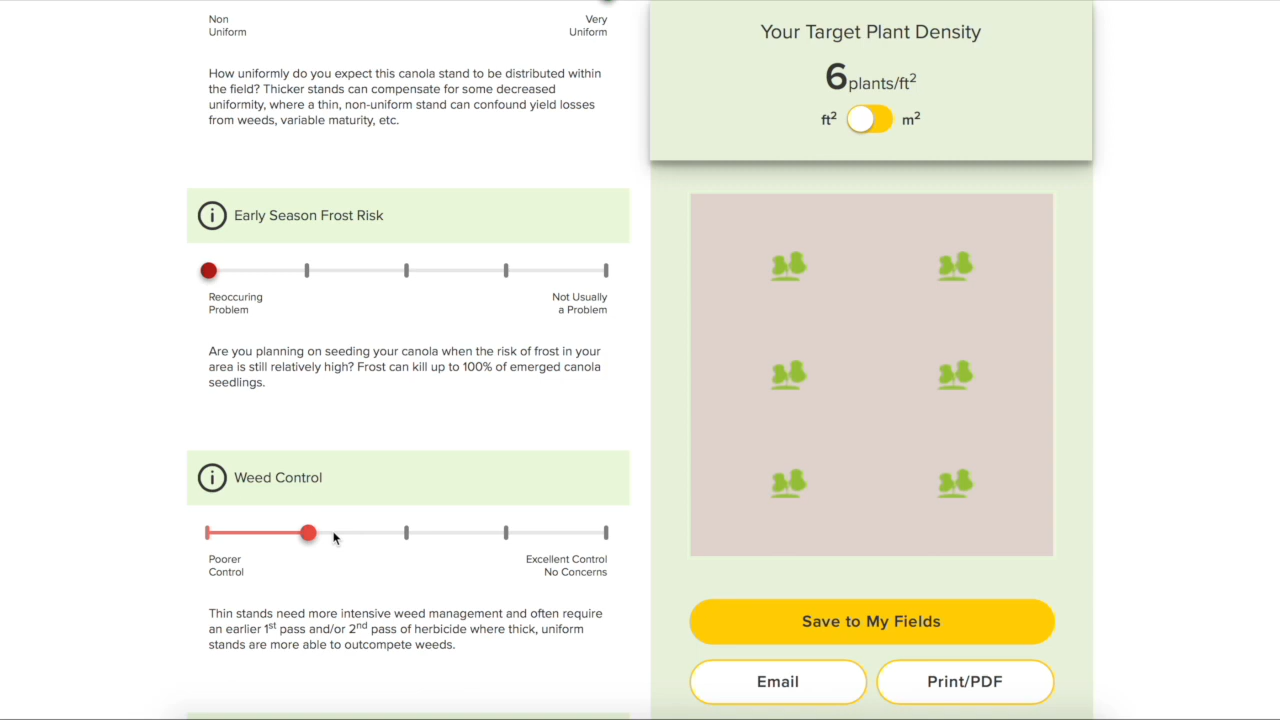 Non
Uniform
Very
Uniform
How uniformly do you expect this canola stand to be distributed within
the field? Thicker stands can compensate for some decreased
uniformity, where a thin, non-uniform stand can confound yield losses
from weeds, variable maturity, etc.
Early Season Frost Risk
Reoccuring
Problem
Not Usually
a Problem
Are you planning on seeding your canola when the risk of frost in your
area is still relatively high? Frost can kill up to 100% of emerged canola
seedlings.
Weed Control
Poorer
Control
Excellent Control
No Concerns
Thin stands need more intensive weed management and often require
an earlier 1st pass and/or 2nd pass of herbicide where thick, uniform
stands are more able to outcompete weeds.
Your Target Plant Density
6 plants/ft²
ft² m²
Save to My Fields
Email
Print/PDF